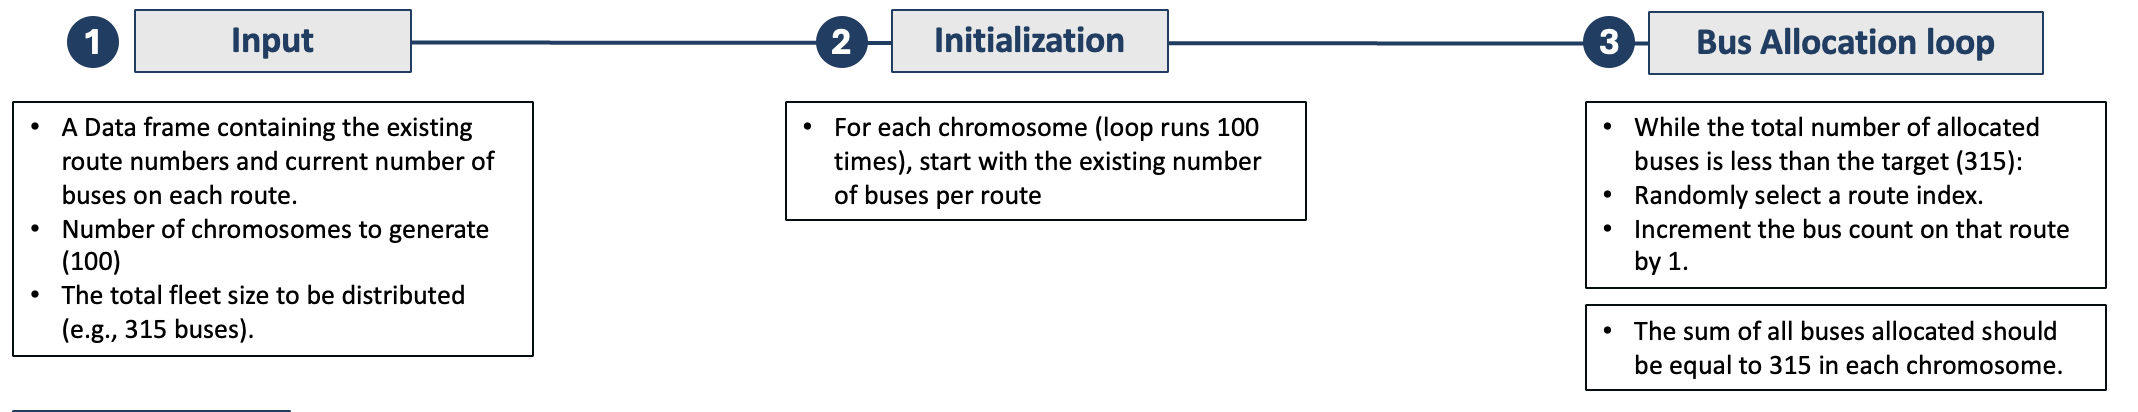 1 Input
2 Initialization
3 Bus Allocation loop
• A Data frame containing the existing
route numbers and current number of
buses on each route.
• Number of chromosomes to generate
(100)
• The total fleet size to be distributed
(e.g., 315 buses).
• For each chromosome (loop runs 100
times), start with the existing number
of buses per route
• While the total number of allocated
buses is less than the target (315):
• Randomly select a route index.
• Increment the bus count on that route
by 1.
• The sum of all buses allocated should
be equal to 315 in each chromosome.